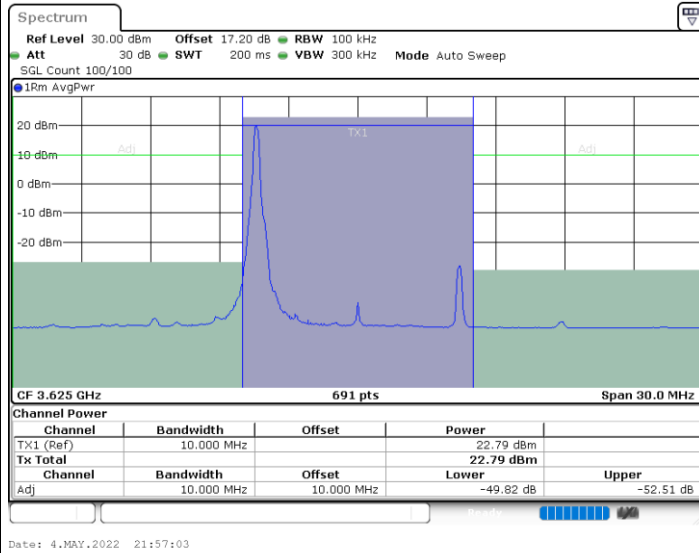 Spectrum
Ref Level 30.00 dBm Offset 17.20 dB RBW 100 kHz
Att 30 dB SWT 200 ms VBW 300 kHz Mode Auto Sweep
SGL Count 100/100
1Rm AvgPwr
20 dBm
TX1
Adj
Adj
10 dBm
0 dBm
-10 dBm
-20 dBm
CF 3.625 GHz 691 pts Span 30.0 MHz
Channel Power
Channel Bandwidth Offset Power
TX1 (Ref) 10.000 MHz 22.79 dBm
Tx Total 22.79 dBm
Channel Bandwidth Offset Lower Upper
Adj 10.000 MHz 10.000 MHz -49.82 dB -52.51 dB
Ready
Date: 4.MAY.2022 21:57:03